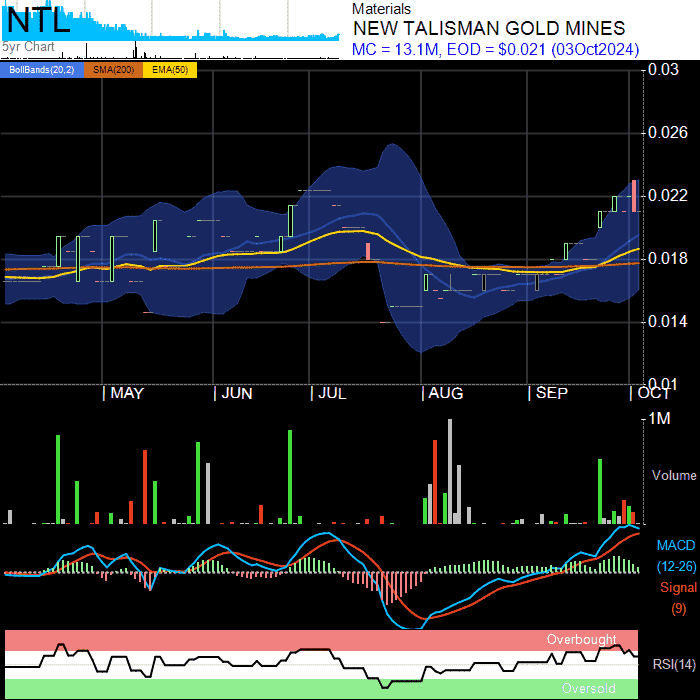 NTL
5yr Chart
Materials
NEW TALISMAN GOLD MINES
MC = 13.1M, EOD = $0.021 (03Oct2024)
BollBands(20,2) SMA(200) EMA(50)
0.03
0.026
0.022
0.018
0.014
0.01
MAY JUN JUL AUG SEP OCT
1M
Volume
MACD
(12-26)
Signal
(9)
Overbought
RSI(14)
Oversold